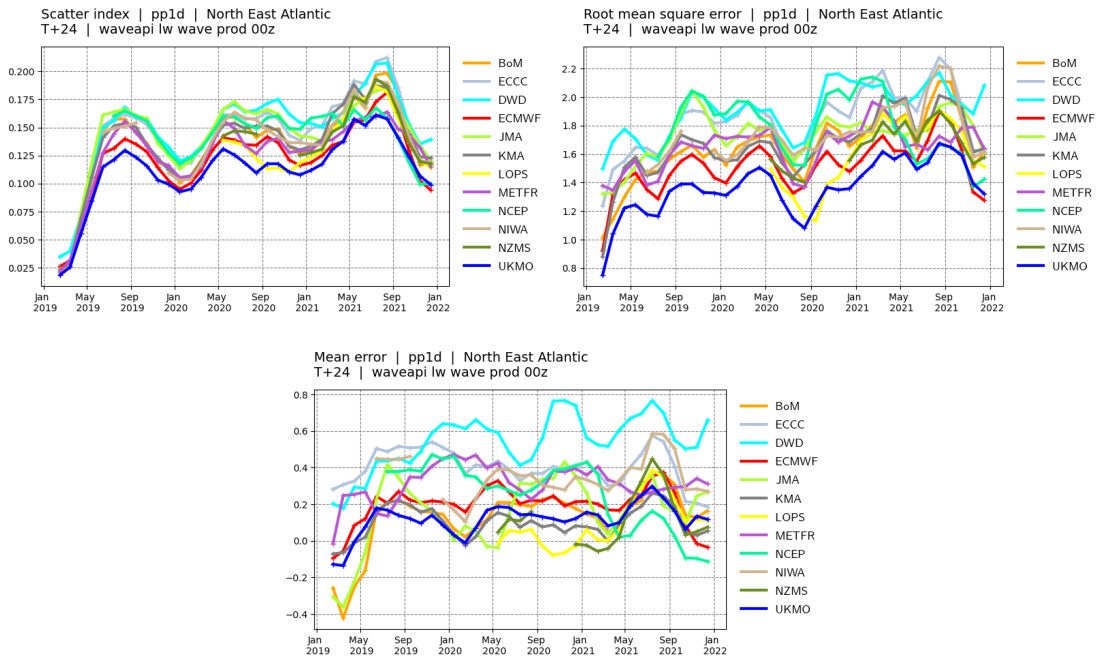 Scatter index | pp1d | North East Atlantic
T+24 | waveapi lw wave prod 00z
0.200
0.175
0.150
0.125
0.100
0.075
0.050
0.025
Jan 2019
May 2019
Sep 2019
Jan 2020
May 2020
Sep 2020
Jan 2021
May 2021
Sep 2021
Jan 2022
BoM
ECCC
DWD
ECMWF
JMA
KMA
LOPS
METFR
NCEP
NIWA
NZMS
UKMO
Root mean square error | pp1d | North East Atlantic
T+24 | waveapi lw wave prod 00z
2.2
2.0
1.8
1.6
1.4
1.2
1.0
0.8
Jan 2019
May 2019
Sep 2019
Jan 2020
May 2020
Sep 2020
Jan 2021
May 2021
Sep 2021
Jan 2022
BoM
ECCC
DWD
ECMWF
JMA
KMA
LOPS
METFR
NCEP
NIWA
NZMS
UKMO
Mean error | pp1d | North East Atlantic
T+24 | waveapi lw wave prod 00z
0.8
0.6
0.4
0.2
0.0
−0.2
−0.4
Jan 2019
May 2019
Sep 2019
Jan 2020
May 2020
Sep 2020
Jan 2021
May 2021
Sep 2021
Jan 2022
BoM
ECCC
DWD
ECMWF
JMA
KMA
LOPS
METFR
NCEP
NIWA
NZMS
UKMO